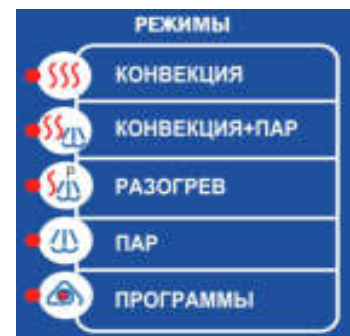 РЕЖИМЫ
КОНВЕКЦИЯ
КОНВЕКЦИЯ+ПАР
Р
РАЗОГРЕВ
ПАР
ПРОГРАММЫ